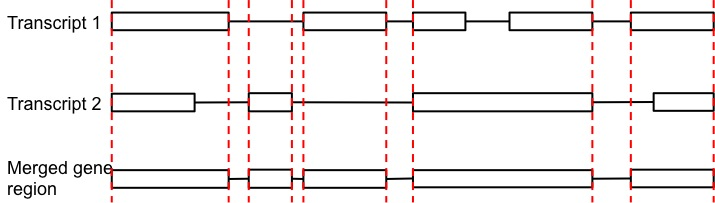 Transcript 1
Transcript 2
Merged gene
region